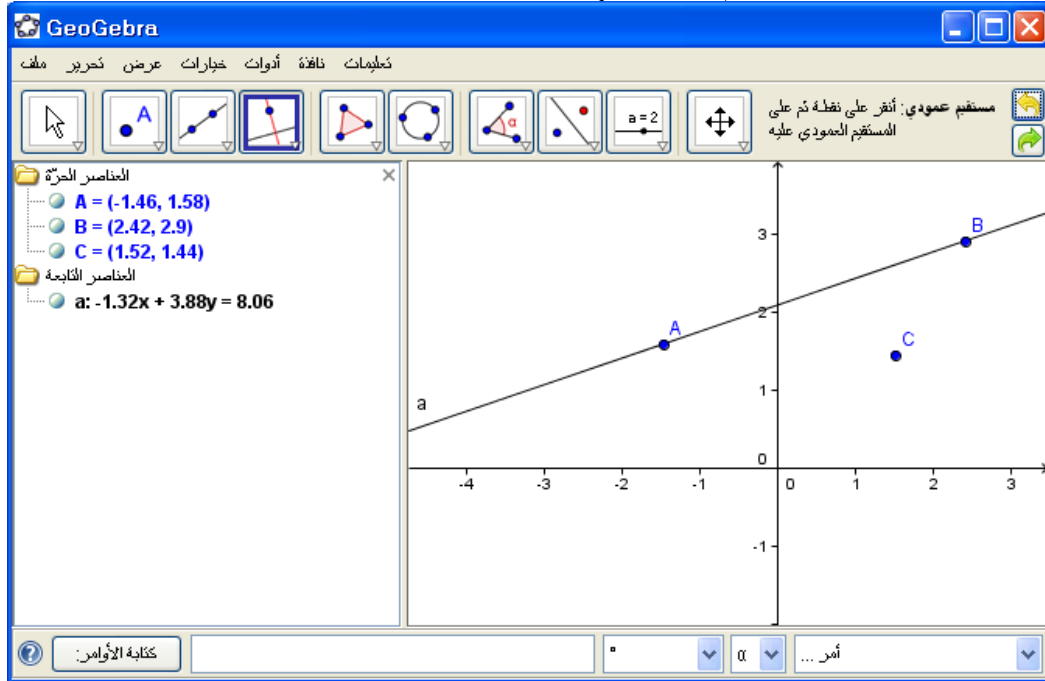 GeoGebra
ملف تحرير عرض خيارات أدوات نافذة تعليمات
A
α
a = 2
مستقيم عمودي: أنقر على نقطة ثم على
المستقيم العمودي عليه
العناصر الحرّة
A = (-1.46, 1.58)
B = (2.42, 2.9)
C = (1.52, 1.44)
العناصر التابعة
a: -1.32x + 3.88y = 8.06
3
B
2
A
C
1
a
0
-4 -3 -2 -1 0 1 2 3
-1
كتابة الأوامر:
°
α
أمر ...